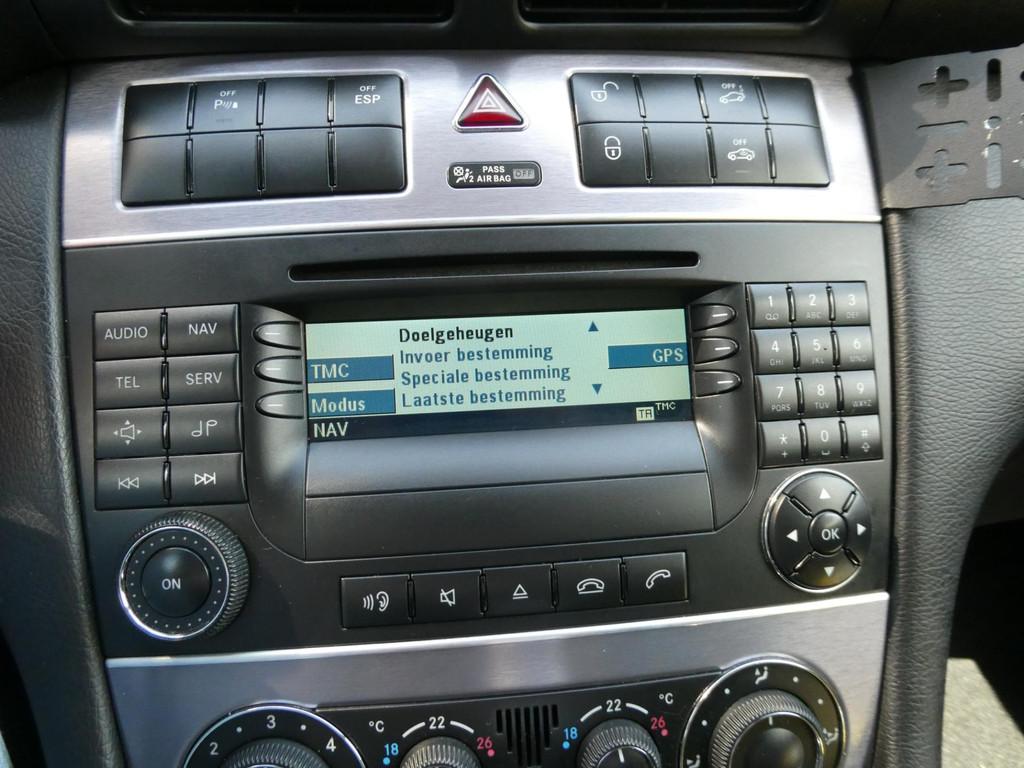 OFF
P
OFF
ESP
OFF
OFF
PASS
2 AIR BAG OFF
AUDIO NAV
TEL SERV
ON
Doelgeheugen
Invoer bestemming
TMC GPS
Speciale bestemming
Modus Laatste bestemming
NAV TA TMC
1 2 ABC 3 DEF
4 GHI 5 JKL 6 MNO
7 PQRS 8 TUV 9 WXYZ
* + 0 #
OK
2 3 4
°C 18 22 26
18 22 26 °C